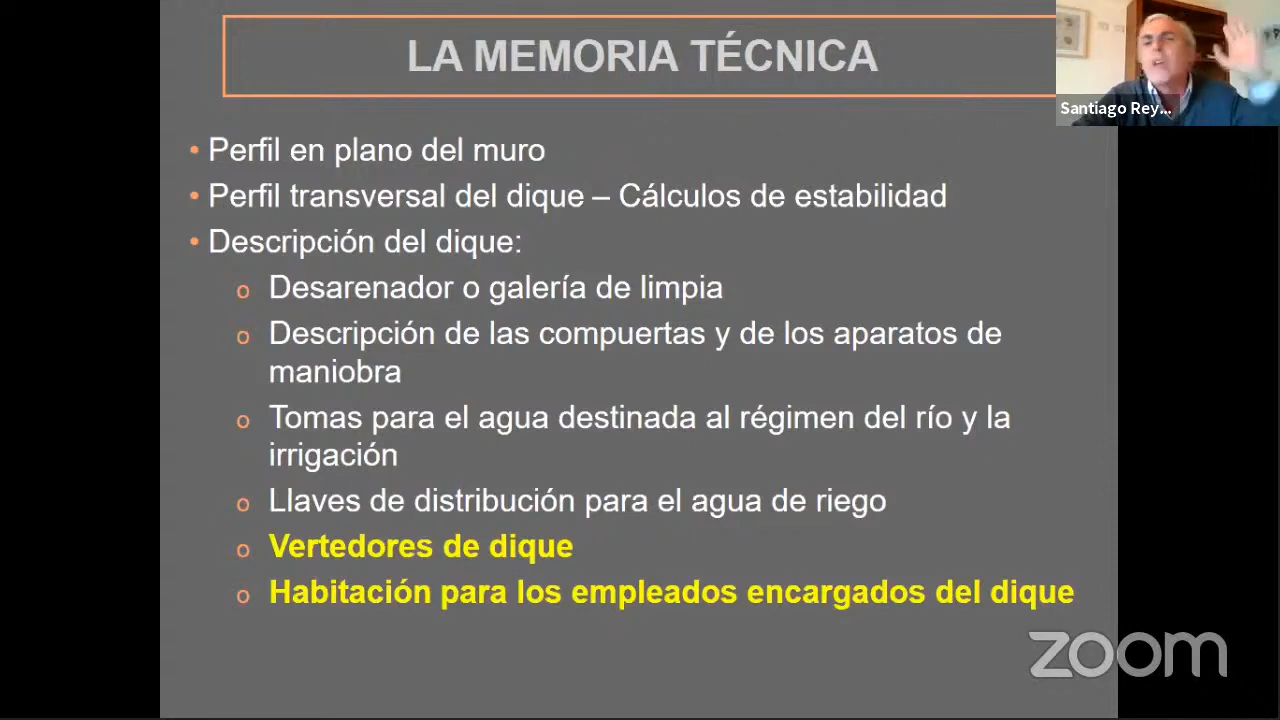 LA MEMORIA TÉCNICA
Santiago Rey...
• Perfil en plano del muro
• Perfil transversal del dique – Cálculos de estabilidad
• Descripción del dique:
o Desarenador o galería de limpia
o Descripción de las compuertas y de los aparatos de
maniobra
o Tomas para el agua destinada al régimen del río y la
irrigación
o Llaves de distribución para el agua de riego
o Vertedores de dique
o Habitación para los empleados encargados del dique
zoom